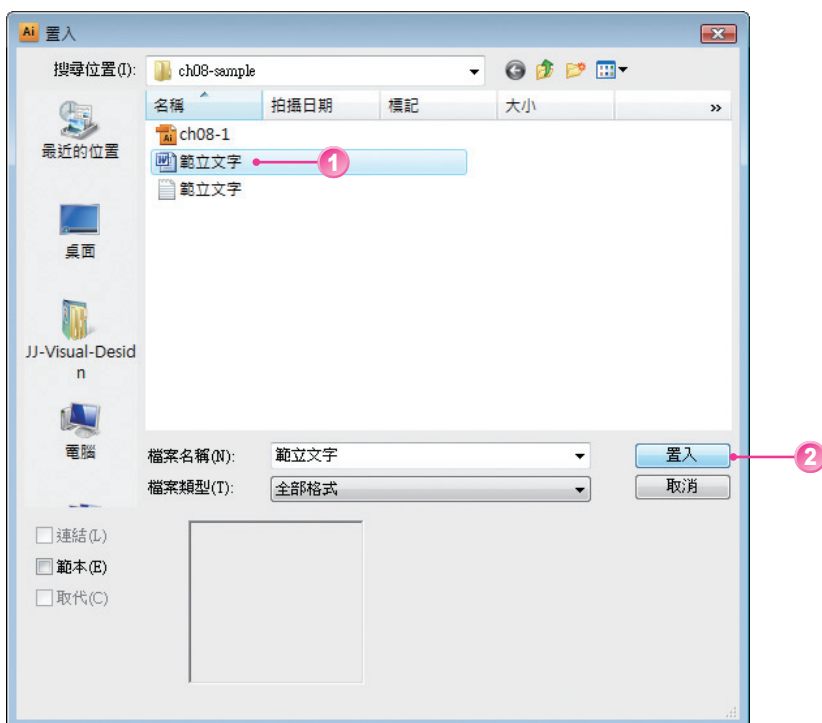 Ai 置入
搜尋位置(I): ch08-sample
名稱 拍攝日期 標記 大小 »
ch08-1
範立文字 1
範立文字
最近的位置
桌面
JJ-Visual-Desid
n
電腦
檔案名稱(N): 範立文字 置入 2
檔案類型(T): 全部格式 取消
連結(L)
範本(E)
取代(C)